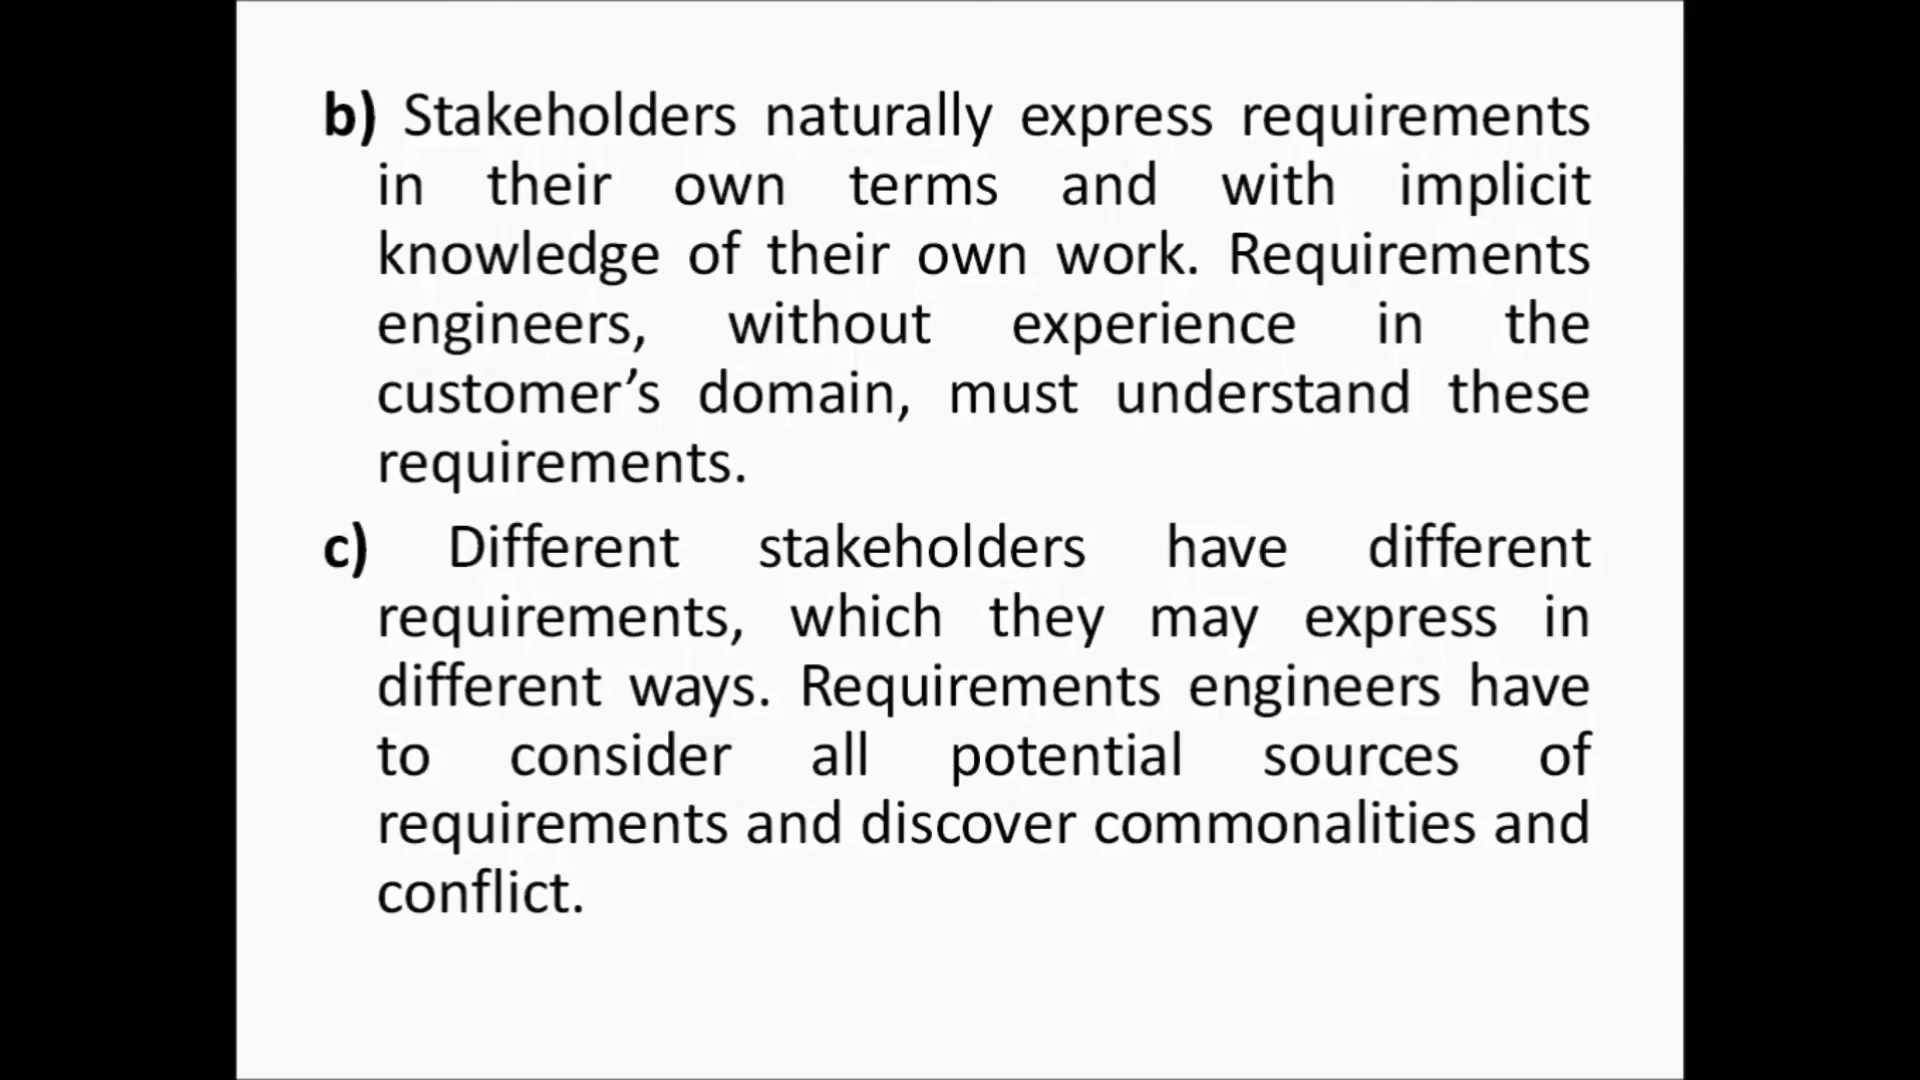 b) Stakeholders naturally express requirements
in their own terms and with implicit
knowledge of their own work. Requirements
engineers, without experience in the
customer’s domain, must understand these
requirements.
c) Different stakeholders have different
requirements, which they may express in
different ways. Requirements engineers have
to consider all potential sources of
requirements and discover commonalities and
conflict.